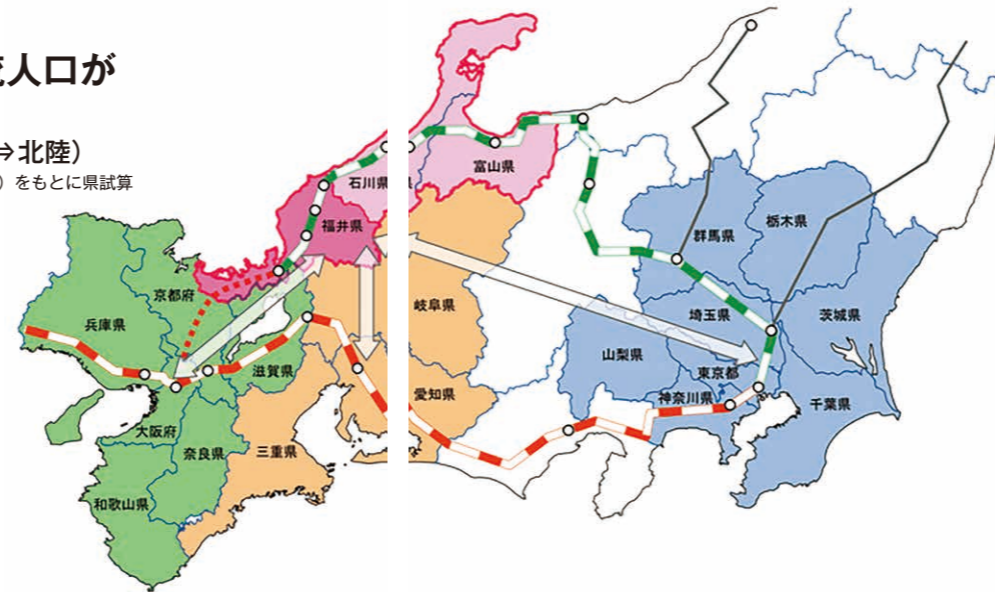 流人口が
⇔北陸）
）をもとに県試算
石川県
富山県
福井県
群馬県
栃木県
京都府
兵庫県
岐阜県
埼玉県
茨城県
山梨県
東京都
滋賀県
愛知県
神奈川県
千葉県
大阪府
奈良県
三重県
和歌山県